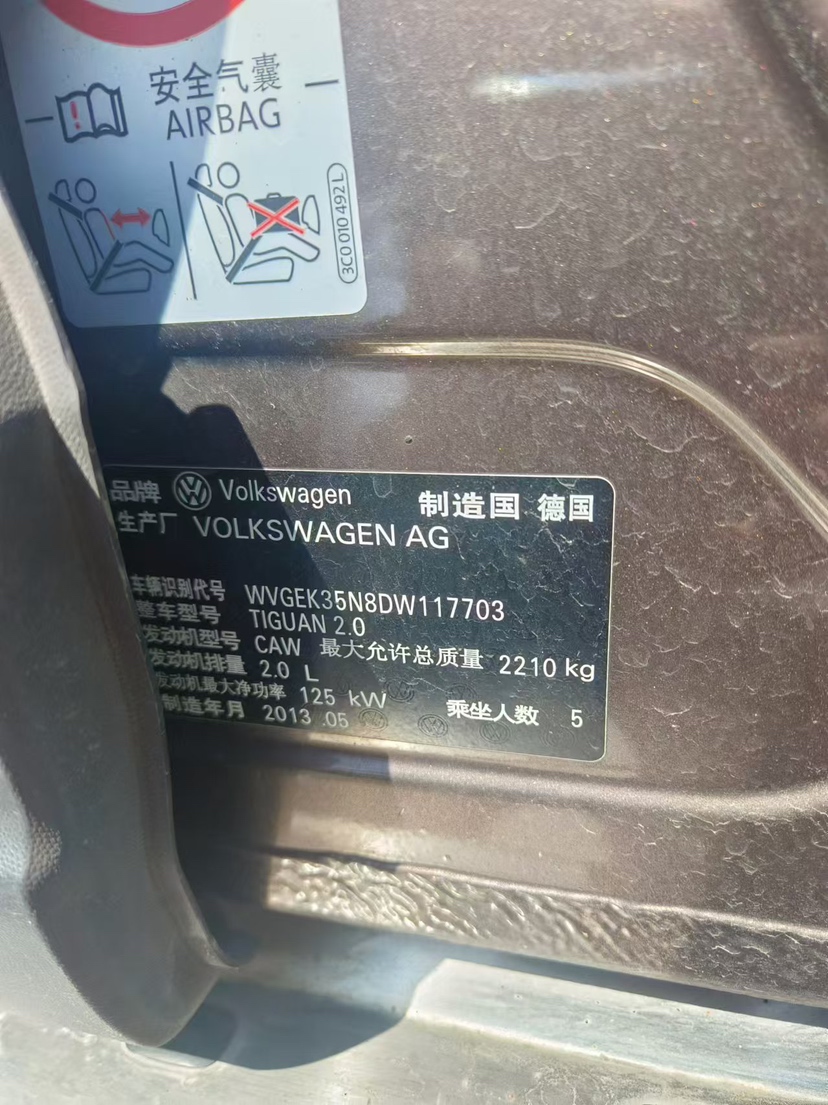 安全气囊
AIRBAG
3C0 010 492 L
品牌 Volkswagen 制造国 德国
生产厂 VOLKSWAGEN AG
车辆识别代号 WVGEK35N8DW117703
整车型号 TIGUAN 2.0
发动机型号 CAW 最大允许总质量 2210 kg
发动机排量 2.0 L
发动机最大净功率 125 kW
制造年月 2013 .05 乘坐人数 5